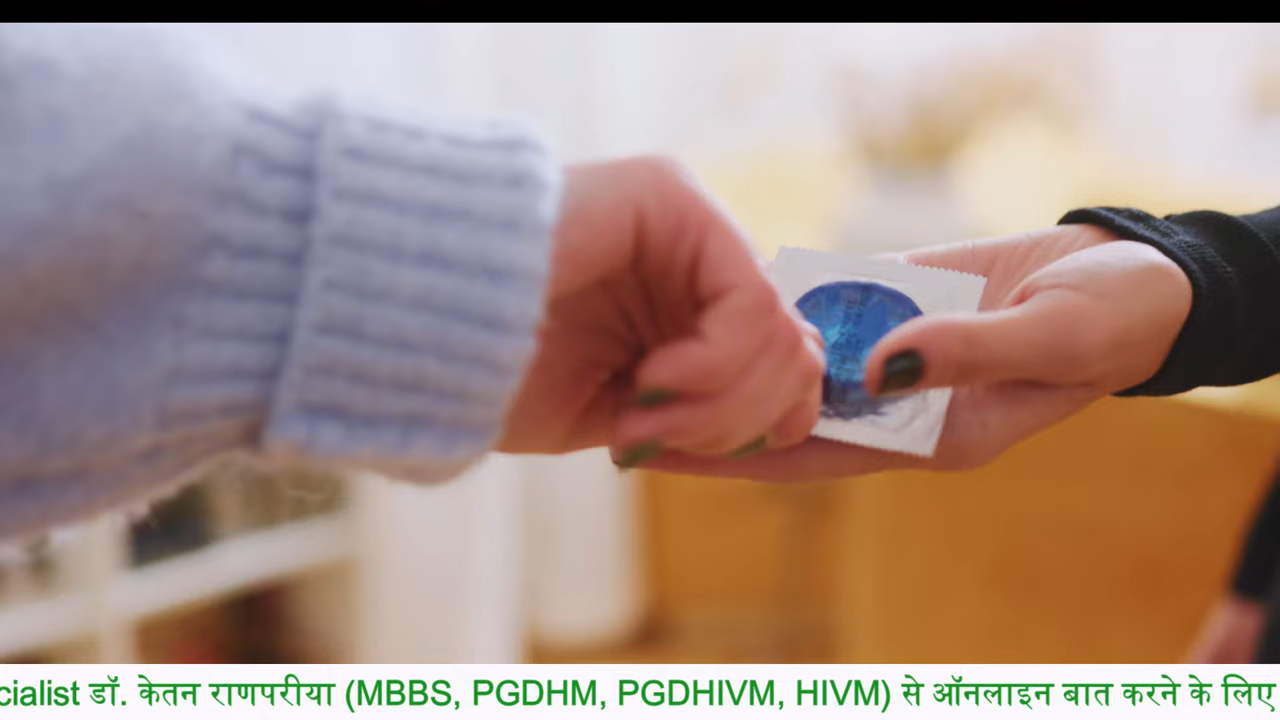 cialist डॉ. केतन राणपरीया (MBBS, PGDHM, PGDHIVM, HIVM) से ऑनलाइन बात करने के लिए